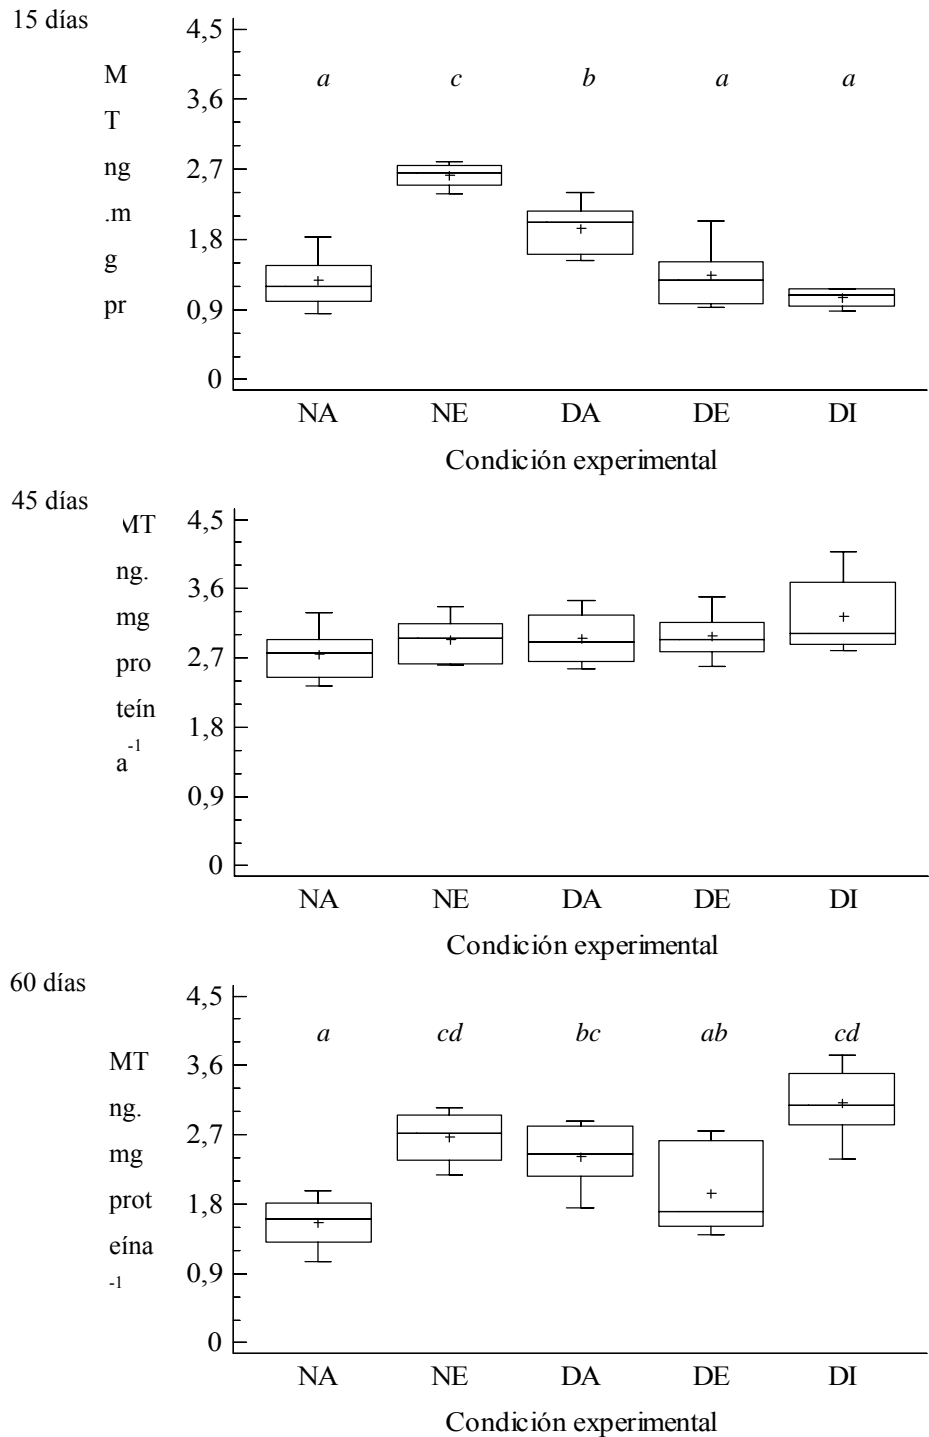 15 días
M
T
ng
.m
g
pr
4,5
3,6
2,7
1,8
0,9
0
a c b a a
NA NE DA DE DI
Condición experimental
45 días
MT
ng.
mg
pro
teín
a-1
4,5
3,6
2,7
1,8
0,9
0
NA NE DA DE DI
Condición experimental
60 días
MT
ng.
mg
prot
eína
-1
4,5
3,6
2,7
1,8
0,9
0
a cd bc ab cd
NA NE DA DE DI
Condición experimental